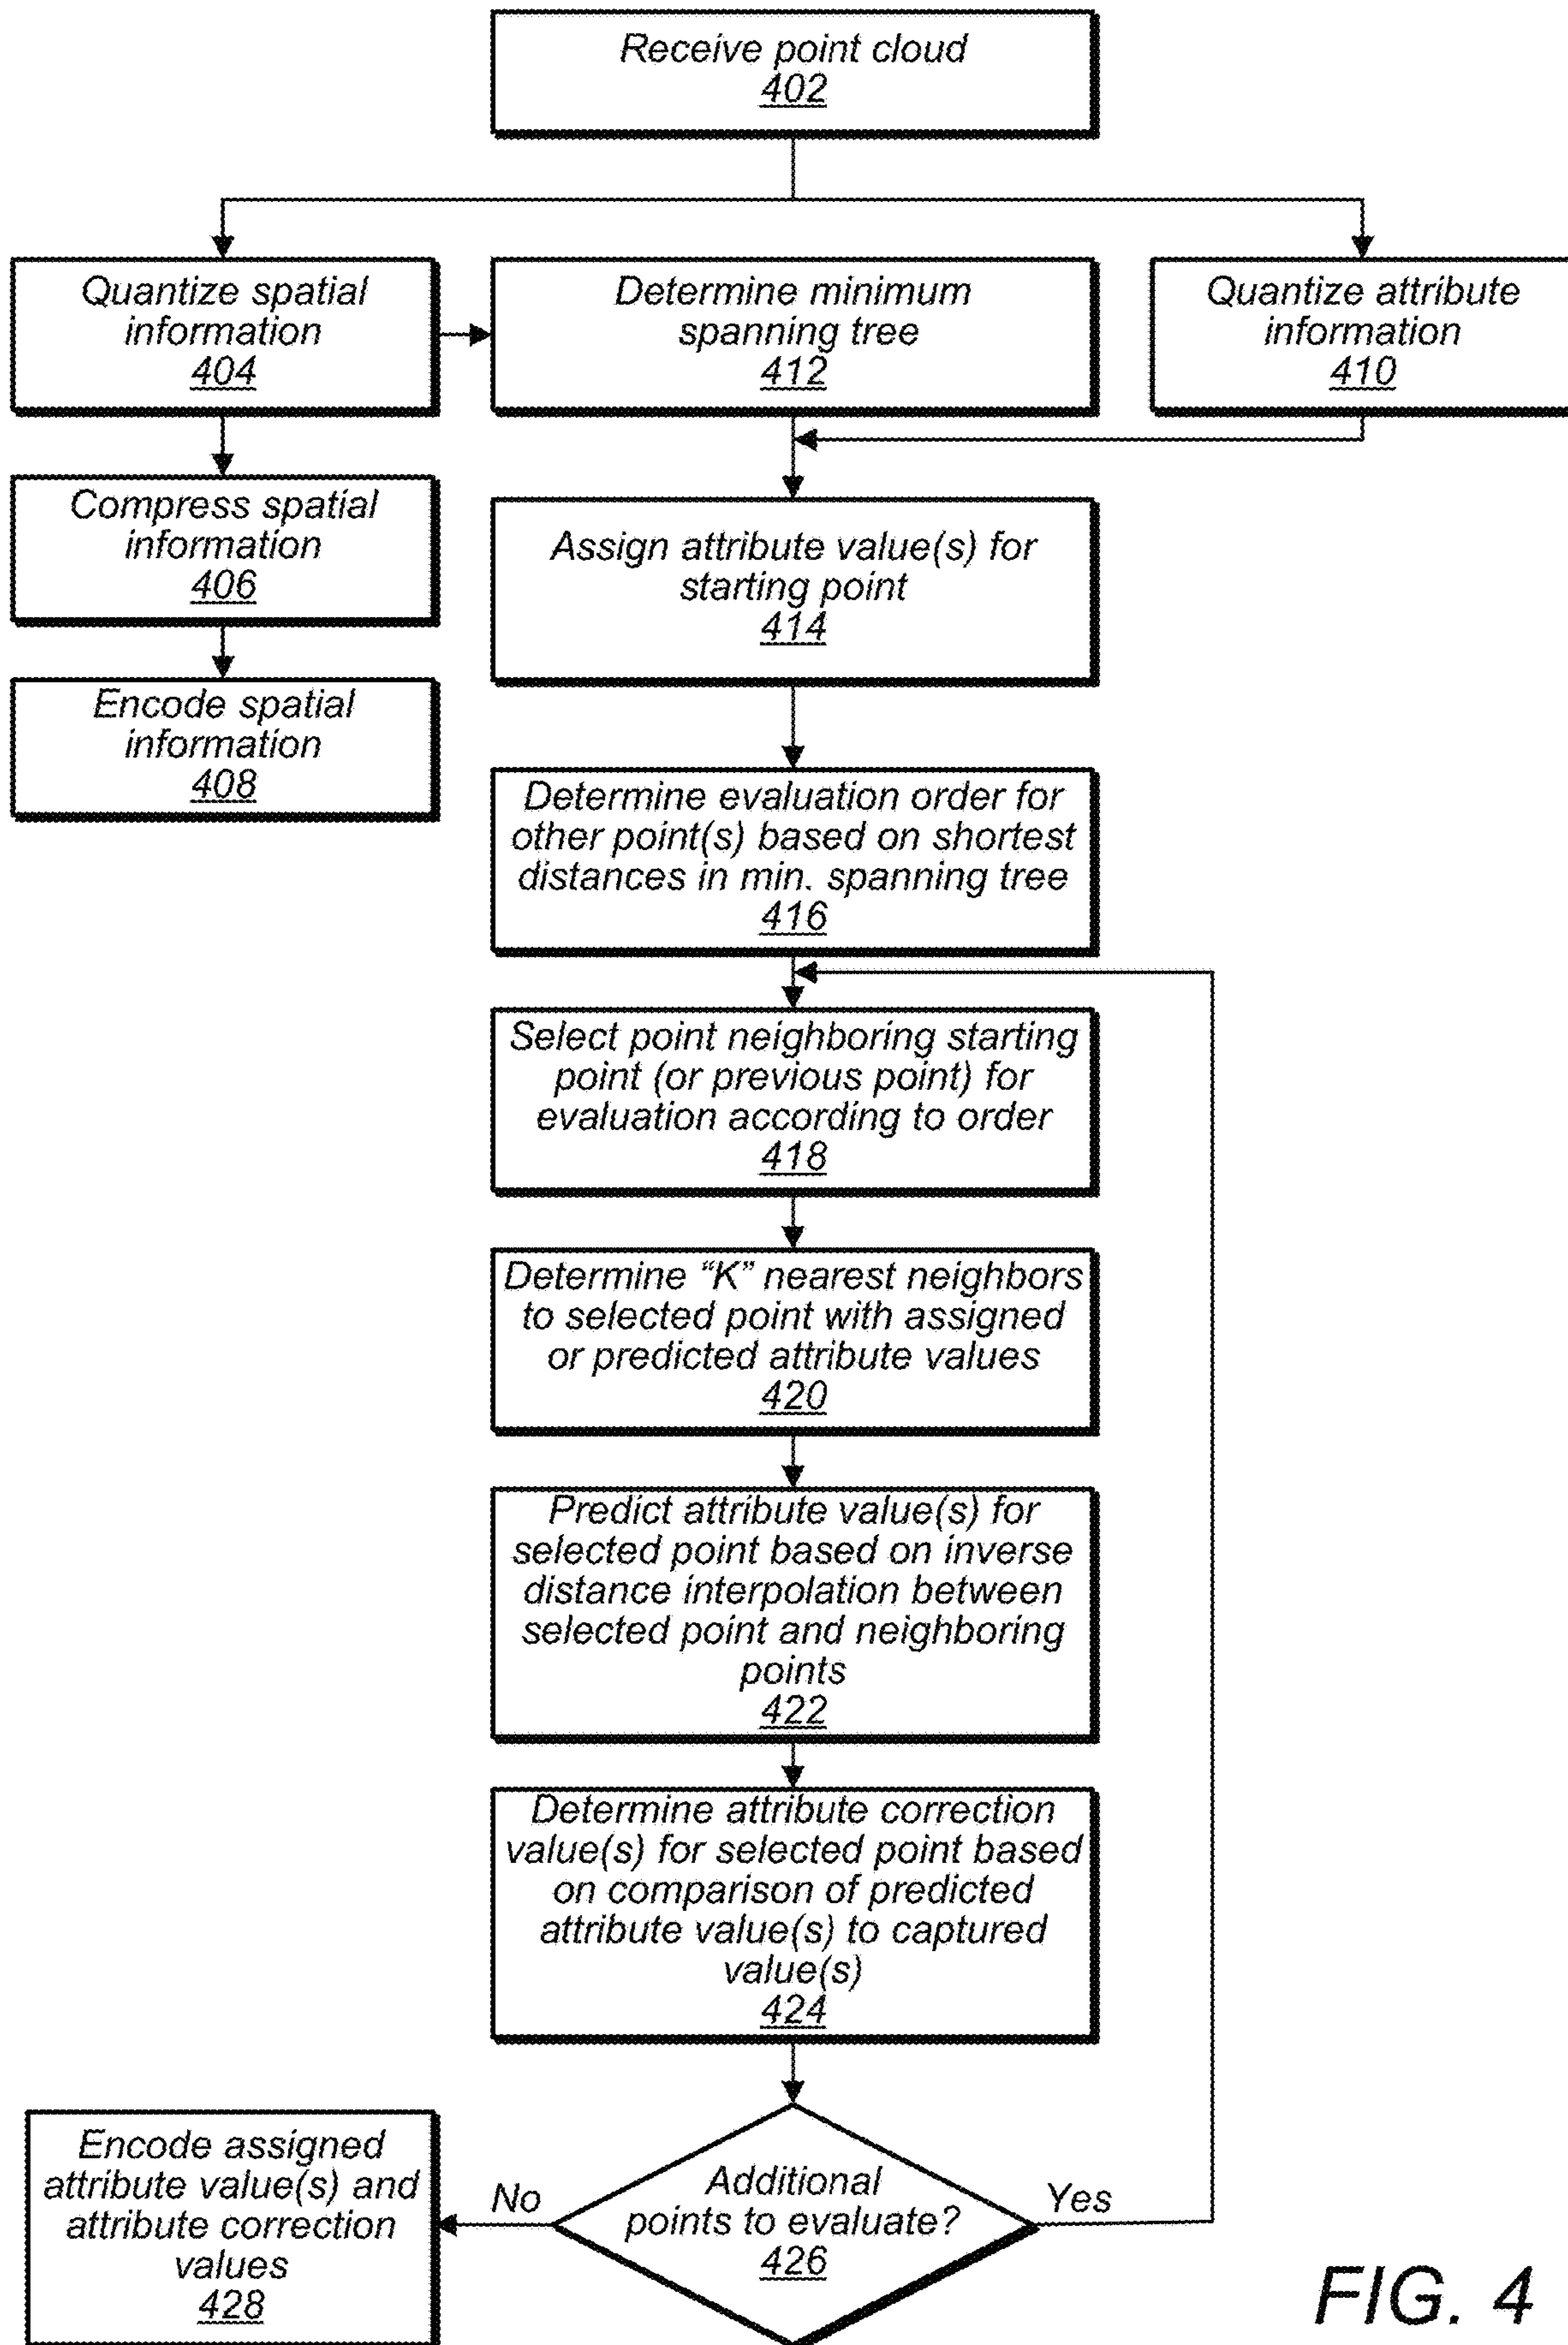 Receive point cloud
402
Quantize spatial
information
404
Determine minimum
spanning tree
412
Quantize attribute
information
410
Compress spatial
information
406
Assign attribute value(s) for
starting point
414
Encode spatial
information
408
Determine evaluation order for
other point(s) based on shortest
distances in min. spanning tree
416
Select point neighboring starting
point (or previous point) for
evaluation according to order
418
Determine “K” nearest neighbors
to selected point with assigned
or predicted attribute values
420
Predict attribute value(s) for
selected point based on inverse
distance interpolation between
selected point and neighboring
points
422
Determine attribute correction
value(s) for selected point based
on comparison of predicted
attribute value(s) to captured
value(s)
424
Encode assigned
attribute value(s) and
attribute correction
values
428
No
Additional
points to evaluate?
426
Yes
FIG. 4